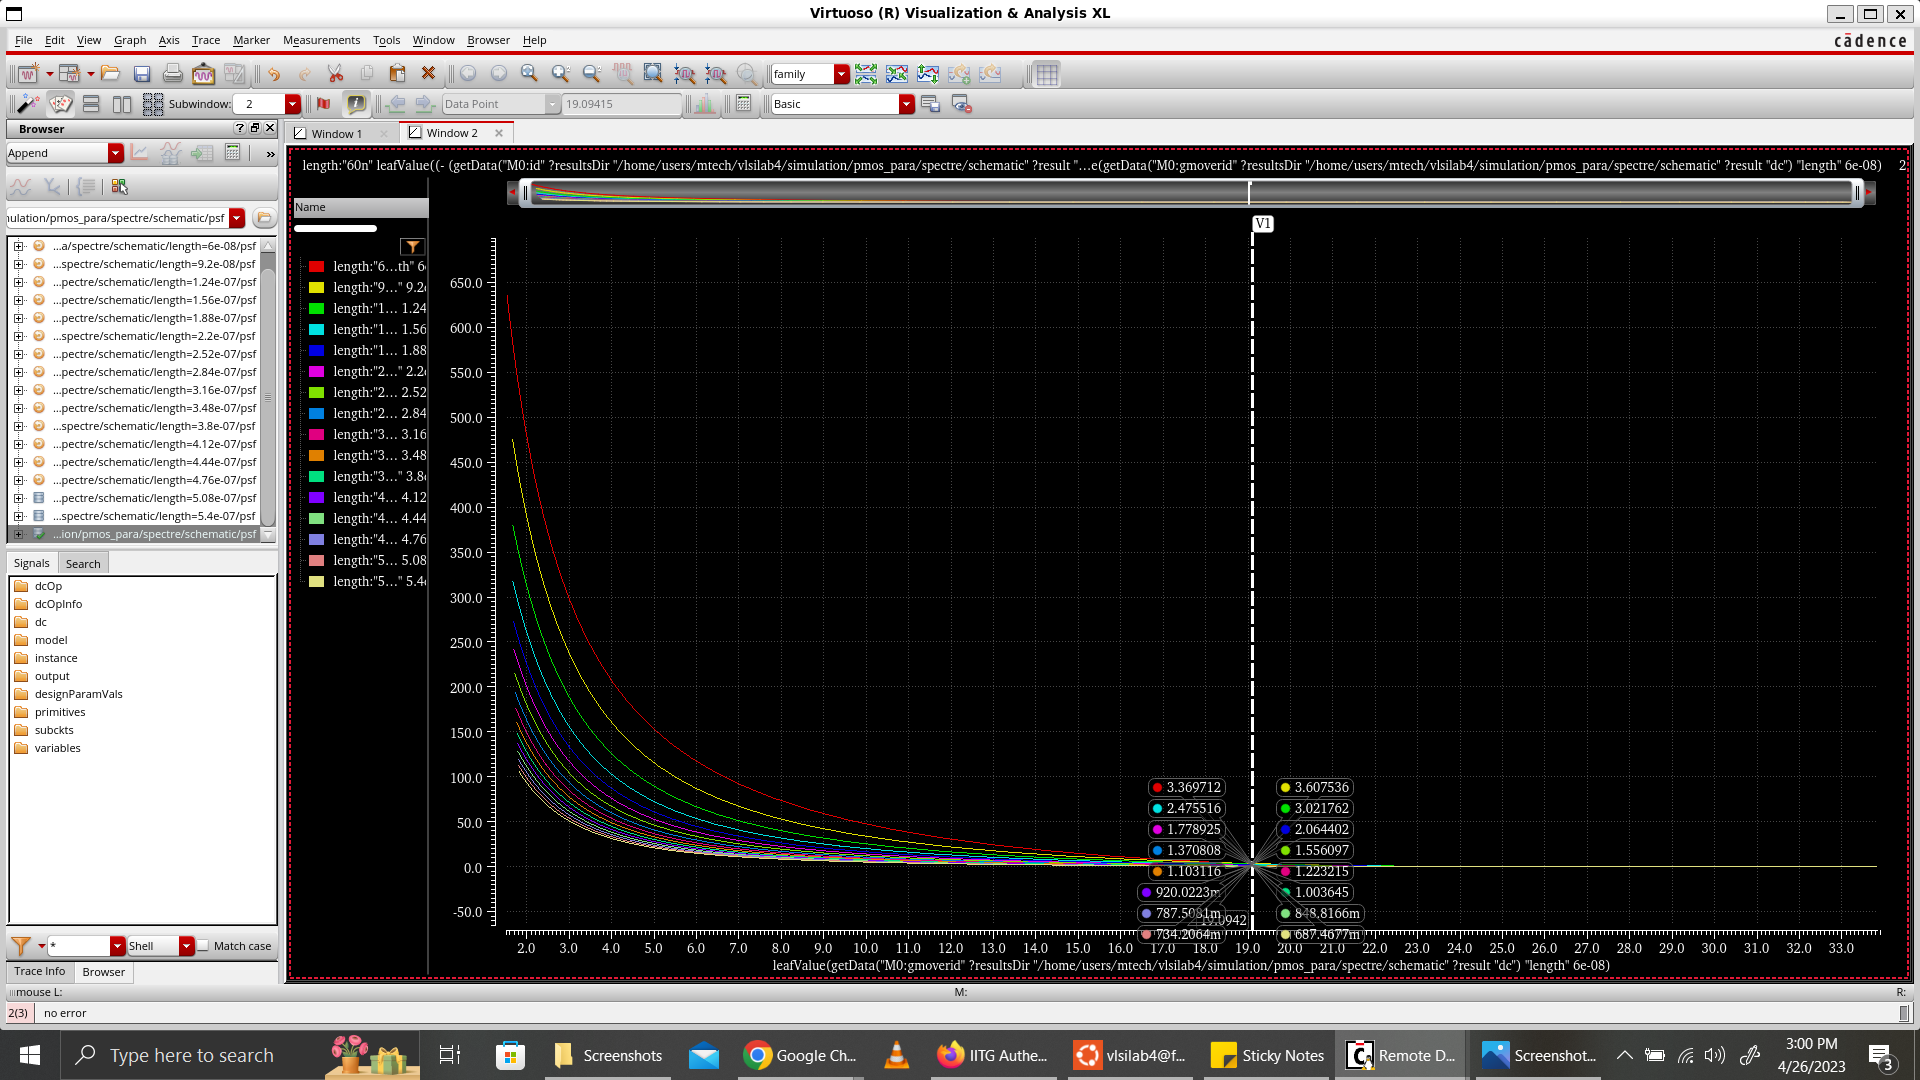 Virtuoso (R) Visualization & Analysis XL
File Edit View Graph Axis Trace Marker Measurements Tools Window Browser Help
cādence
family
Subwindow: 2
Data Point
19.09415
Basic
Browser
Window 1
Window 2
Append
length:"60n" leafValue((- (getData("M0:id" ?resultsDir "/home/users/mtech/vlsilab4/simulation/pmos_para/spectre/schematic" ?result "...e(getData("M0:gmoverid" ?resultsDir "/home/users/mtech/vlsilab4/simulation/pmos_para/spectre/schematic" ?result "dc") "length" 6e-08) 2
nulation/pmos_para/spectre/schematic/psf
...a/spectre/schematic/length=6e-08/psf
...spectre/schematic/length=9.2e-08/psf
...pectre/schematic/length=1.24e-07/psf
...pectre/schematic/length=1.56e-07/psf
...pectre/schematic/length=1.88e-07/psf
...spectre/schematic/length=2.2e-07/psf
...pectre/schematic/length=2.52e-07/psf
...pectre/schematic/length=2.84e-07/psf
...pectre/schematic/length=3.16e-07/psf
...pectre/schematic/length=3.48e-07/psf
...spectre/schematic/length=3.8e-07/psf
...pectre/schematic/length=4.12e-07/psf
...pectre/schematic/length=4.44e-07/psf
...pectre/schematic/length=4.76e-07/psf
...pectre/schematic/length=5.08e-07/psf
...spectre/schematic/length=5.4e-07/psf
...ion/pmos_para/spectre/schematic/psf
Signals
Search
dcOp
dcOpInfo
dc
model
instance
output
designParamVals
primitives
subckts
variables
*
Shell
Match case
Trace Info
Browser
Name
length:"6...th" 6
length:"9..." 9.2
length:"1... 1.24
length:"1... 1.56
length:"1... 1.88
length:"2..." 2.2
length:"2... 2.52
length:"2... 2.84
length:"3... 3.16
length:"3... 3.48
length:"3..." 3.8
length:"4... 4.12
length:"4... 4.44
length:"4... 4.76
length:"5... 5.08
length:"5..." 5.4
V1
650.0
600.0
550.0
500.0
450.0
400.0
350.0
300.0
250.0
200.0
150.0
100.0
50.0
0.0
-50.0
3.369712 3.607536
2.475516 3.021762
1.778925 2.064402
1.370808 1.556097
1.103116 1.223215
920.0223m 1.003645
787.5081m 848.8166m
734.2064m 687.4677m
2.0 3.0 4.0 5.0 6.0 7.0 8.0 9.0 10.0 11.0 12.0 13.0 14.0 15.0 16.0 17.0 18.0 19.0 20.0 21.0 22.0 23.0 24.0 25.0 26.0 27.0 28.0 29.0 30.0 31.0 32.0 33.0
leafValue(getData("M0:gmoverid" ?resultsDir "/home/users/mtech/vlsilab4/simulation/pmos_para/spectre/schematic" ?result "dc") "length" 6e-08)
mouse L: M: R:
2(3) no error
Type here to search
Screenshots
Google Ch...
IITG Authe...
vlsilab4@f...
Sticky Notes
Remote D...
Screenshot...
3:00 PM
4/26/2023
3